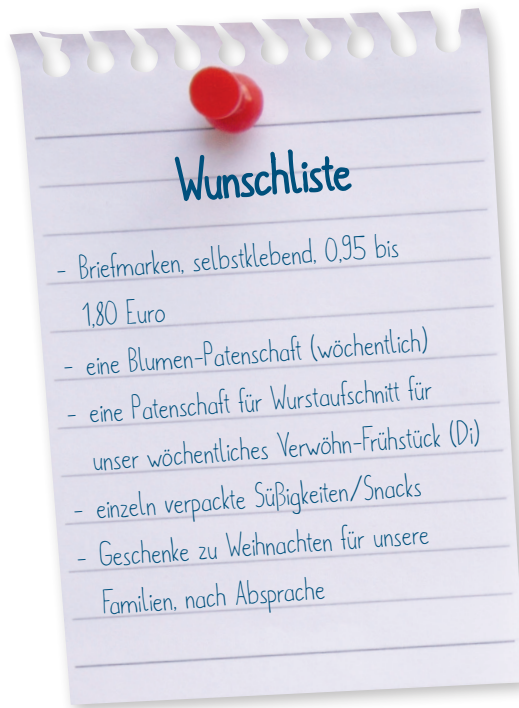 Wunschliste
- Briefmarken, selbstklebend, 0,95 bis
1,80 Euro
- eine Blumen-Patenschaft (wöchentlich)
- eine Patenschaft für Wurstaufschnitt für
unser wöchentliches Verwöhn-Frühstück (Di)
- einzeln verpackte Süßigkeiten/Snacks
- Geschenke zu Weihnachten für unsere
Familien, nach Absprache